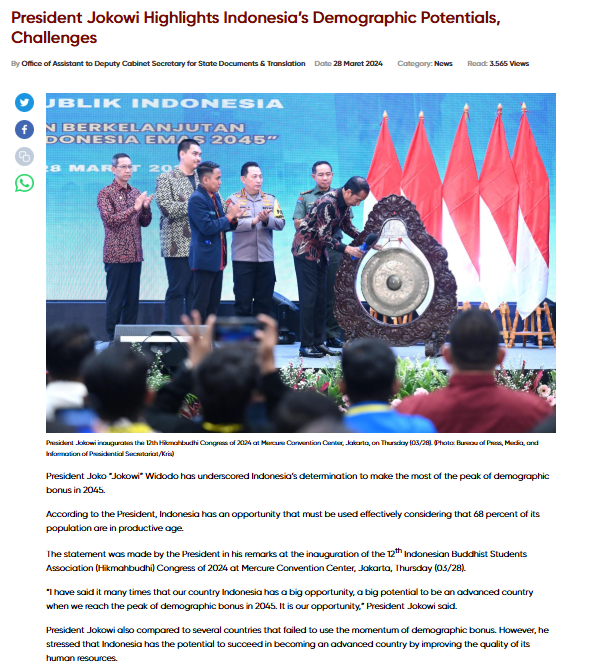 President Jokowi Highlights Indonesia’s Demographic Potentials,
Challenges
By Office of Assistant to Deputy Cabinet Secretary for State Documents & Translation Date 28 Maret 2024 Category: News Read: 3.565 Views
UBLIK INDONESIA
N BERKELANJUTAN
DONESIA EMAS 2045”
28 MARET 20
President Jokowi inaugurates the 12th Hikmahbudhi Congress of 2024 at Mercure Convention Center, Jakarta, on Thursday (03/28). (Photo: Bureau of Press, Media, and
Information of Presidential Secretariat/Kris)
President Joko “Jokowi” Widodo has underscored Indonesia’s determination to make the most of the peak of demographic
bonus in 2045.
According to the President, Indonesia has an opportunity that must be used effectively considering that 68 percent of its
population are in productive age.
The statement was made by the President in his remarks at the inauguration of the 12th Indonesian Buddhist Students
Association (Hikmahbudhi) Congress of 2024 at Mercure Convention Center, Jakarta, Thursday (03/28).
“I have said it many times that our country Indonesia has a big opportunity, a big potential to be an advanced country
when we reach the peak of demographic bonus in 2045. It is our opportunity,” President Jokowi said.
President Jokowi also compared to several countries that failed to use the momentum of demographic bonus. However, he
stressed that Indonesia has the potential to succeed in becoming an advanced country by improving the quality of its
human resources.